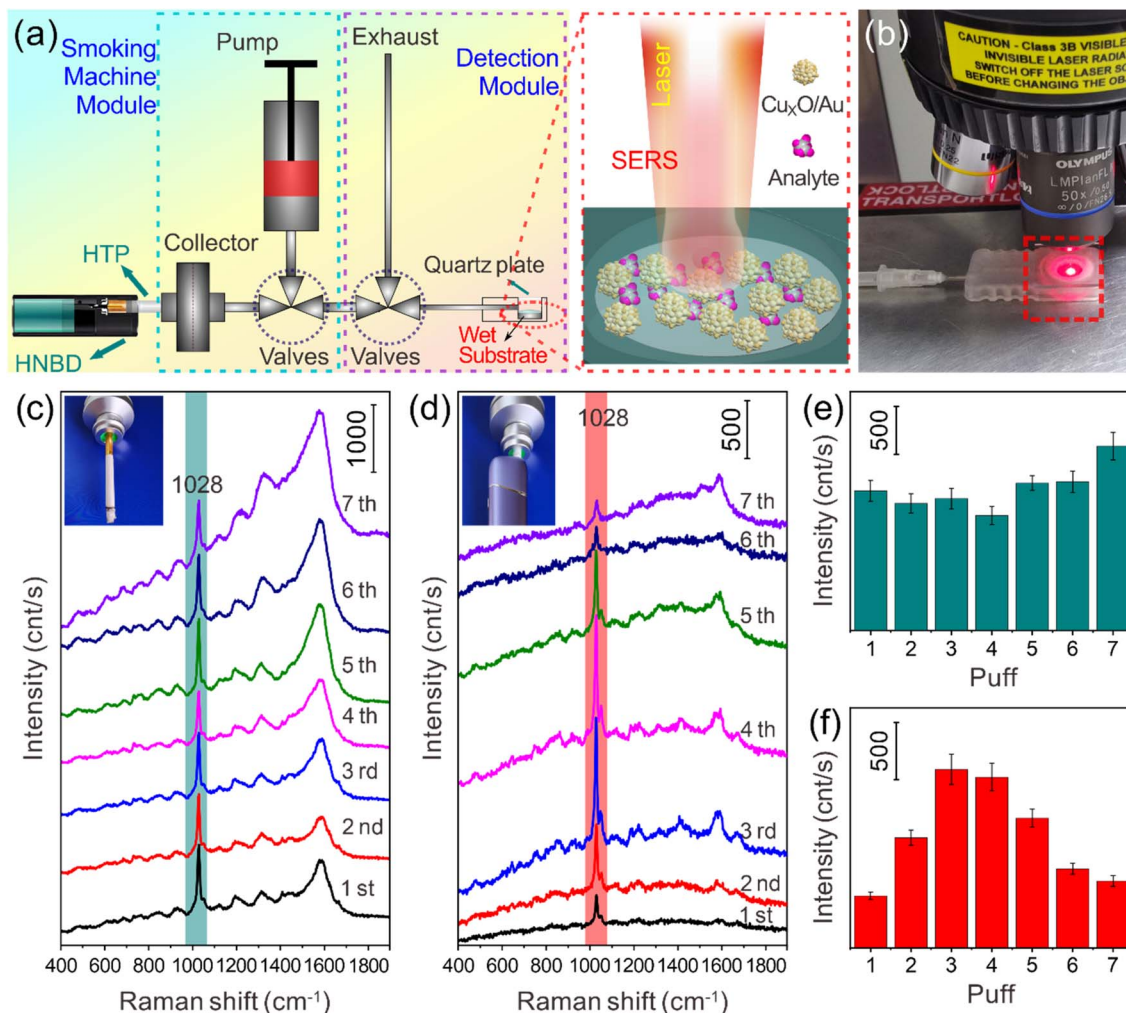 (a)
Smoking
Machine
Module
Pump
Exhaust
Detection
Module
Collector
HTP
HNBD
Valves
Valves
Quartz plate
Wet
Substrate
Laser
SERS
CuₓO/Au
Analyte
(b)
CAUTION - Class 3B VISIBLE
INVISIBLE LASER RADIA
SWITCH OFF THE LASER
BEFORE CHANGING THE
OLYMPUS
LMPlanFL
50x/0.50
(c)
1028
1000
7 th
6 th
5 th
4 th
3 rd
2 nd
1 st
Intensity (cnt/s)
400 600 800 1000 1200 1400 1600 1800
Raman shift (cm⁻¹)
(d)
1028
500
7 th
6 th
5 th
4 th
3 rd
2 nd
1 st
Intensity (cnt/s)
400 600 800 1000 1200 1400 1600 1800
Raman shift (cm⁻¹)
(e)
500
Intensity (cnt/s)
1 2 3 4 5 6 7
Puff
(f)
500
Intensity (cnt/s)
1 2 3 4 5 6 7
Puff